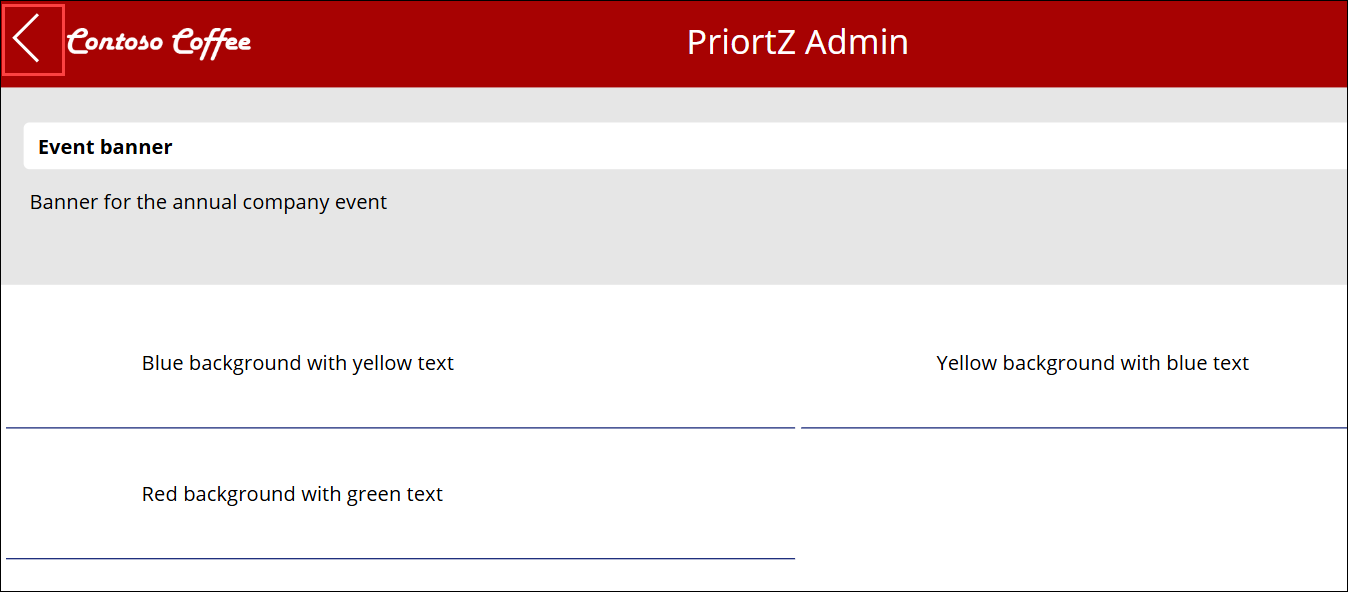 Contoso Coffee
PriortZ Admin
Event banner
Banner for the annual company event
Blue background with yellow text
Yellow background with blue text
Red background with green text